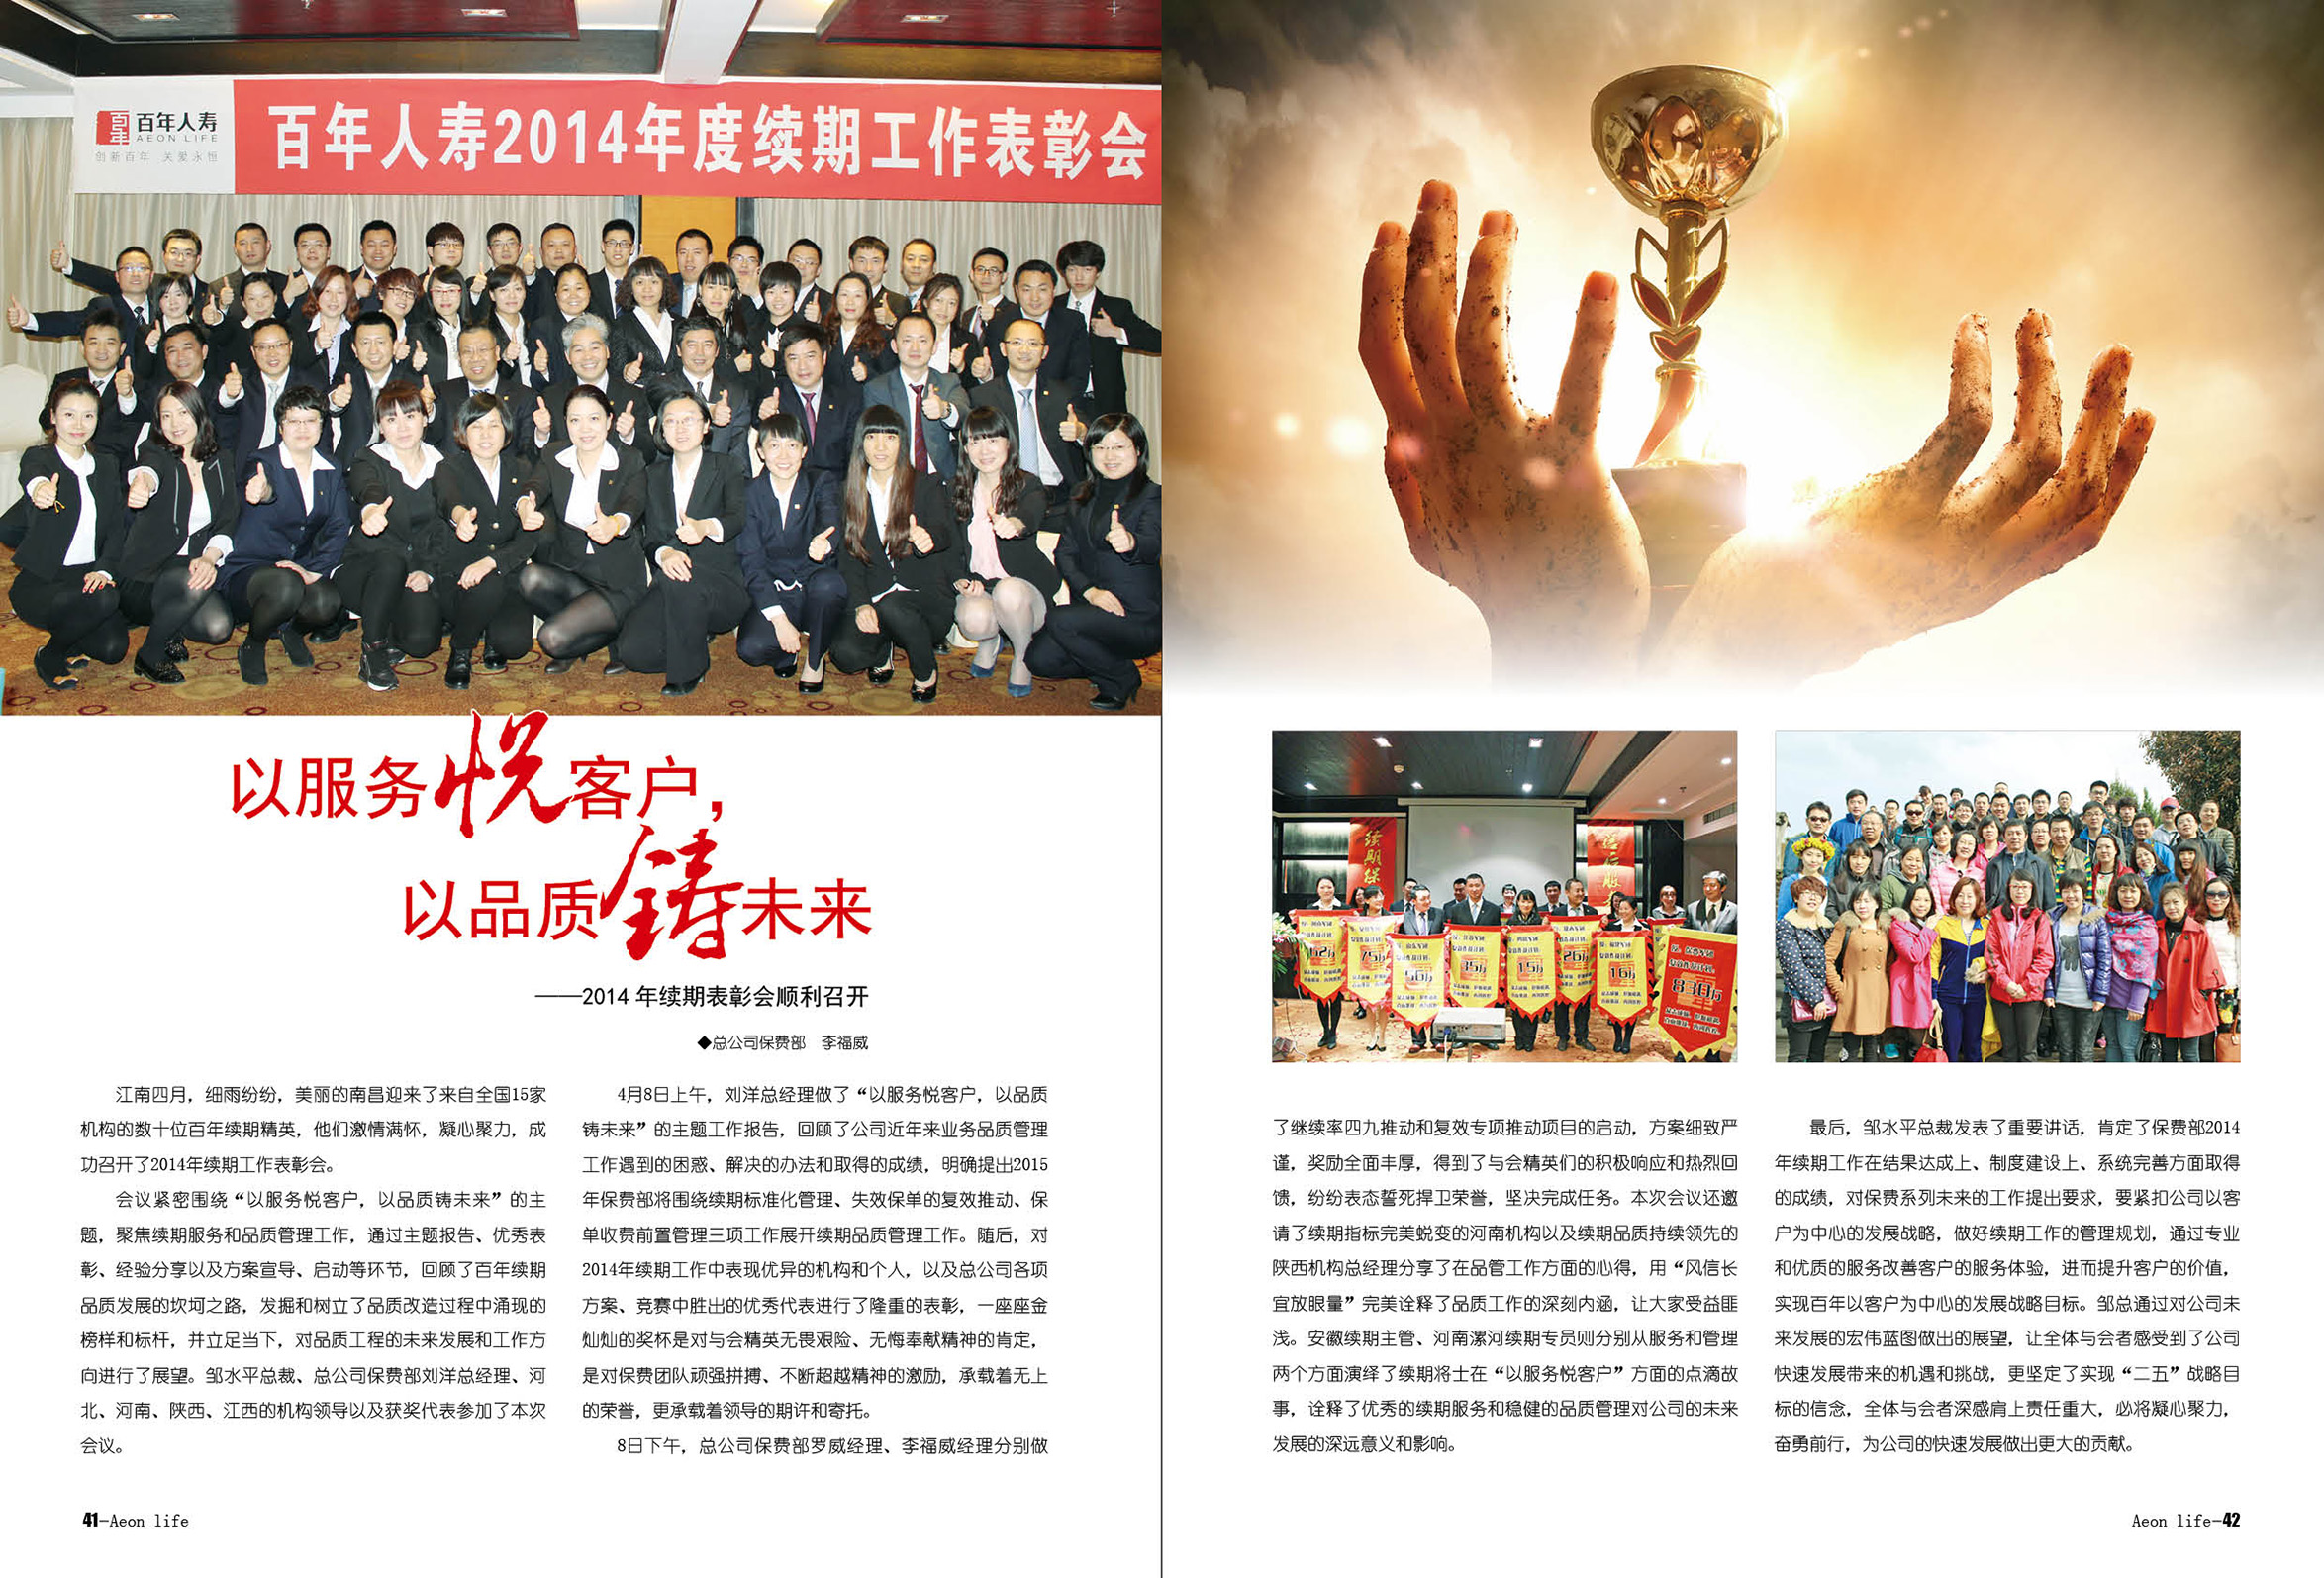 百年人寿
AEON LIFE
创新百年 关爱永恒
百年人寿2014年度续期工作表彰会
以服务悦客户，
以品质铸未来
——2014 年续期表彰会顺利召开
◆总公司保费部 李福威
江南四月，细雨纷纷，美丽的南昌迎来了来自全国15家
机构的数十位百年续期精英，他们激情满怀，凝心聚力，成
功召开了2014年续期工作表彰会。
会议紧密围绕“以服务悦客户，以品质铸未来”的主
题，聚焦续期服务和品质管理工作，通过主题报告、优秀表
彰、经验分享以及方案宣导、启动等环节，回顾了百年续期
品质发展的坎坷之路，发掘和树立了品质改造过程中涌现的
榜样和标杆，并立足当下，对品质工程的未来发展和工作方
向进行了展望。邹水平总裁、总公司保费部刘洋总经理、河
北、河南、陕西、江西的机构领导以及获奖代表参加了本次
会议。
4月8日上午，刘洋总经理做了“以服务悦客户，以品质
铸未来”的主题工作报告，回顾了公司近年来业务品质管理
工作遇到的困惑、解决的办法和取得的成绩，明确提出2015
年保费部将围绕续期标准化管理、失效保单的复效推动、保
单收费前置管理三项工作展开续期品质管理工作。随后，对
2014年续期工作中表现优异的机构和个人，以及总公司各项
方案、竞赛中胜出的优秀代表进行了隆重的表彰，一座座金
灿灿的奖杯是对与会精英无畏艰险、无悔奉献精神的肯定，
是对保费团队顽强拼搏、不断超越精神的激励，承载着无上
的荣誉，更承载着领导的期许和寄托。
8日下午，总公司保费部罗威经理、李福威经理分别做
41-Aeon life
续期保
62万
75万
56万
35万
15万
26万
16万
830万
了继续率四九推动和复效专项推动项目的启动，方案细致严
谨，奖励全面丰厚，得到了与会精英们的积极响应和热烈回
馈，纷纷表态誓死捍卫荣誉，坚决完成任务。本次会议还邀
请了续期指标完美蜕变的河南机构以及续期品质持续领先的
陕西机构总经理分享了在品管工作方面的心得，用“风信长
宜放眼量”完美诠释了品质工作的深刻内涵，让大家受益匪
浅。安徽续期主管、河南漯河续期专员则分别从服务和管理
两个方面演绎了续期将士在“以服务悦客户”方面的点滴故
事，诠释了优秀的续期服务和稳健的品质管理对公司的未来
发展的深远意义和影响。
最后，邹水平总裁发表了重要讲话，肯定了保费部2014
年续期工作在结果达成上、制度建设上、系统完善方面取得
的成绩，对保费系列未来的工作提出要求，要紧扣公司以客
户为中心的发展战略，做好续期工作的管理规划，通过专业
和优质的服务改善客户的服务体验，进而提升客户的价值，
实现百年以客户为中心的发展战略目标。邹总通过对公司未
来发展的宏伟蓝图做出的展望，让全体与会者感受到了公司
快速发展带来的机遇和挑战，更坚定了实现“二五”战略目
标的信念，全体与会者深感肩上责任重大，必将凝心聚力，
奋勇前行，为公司的快速发展做出更大的贡献。
Aeon life-42